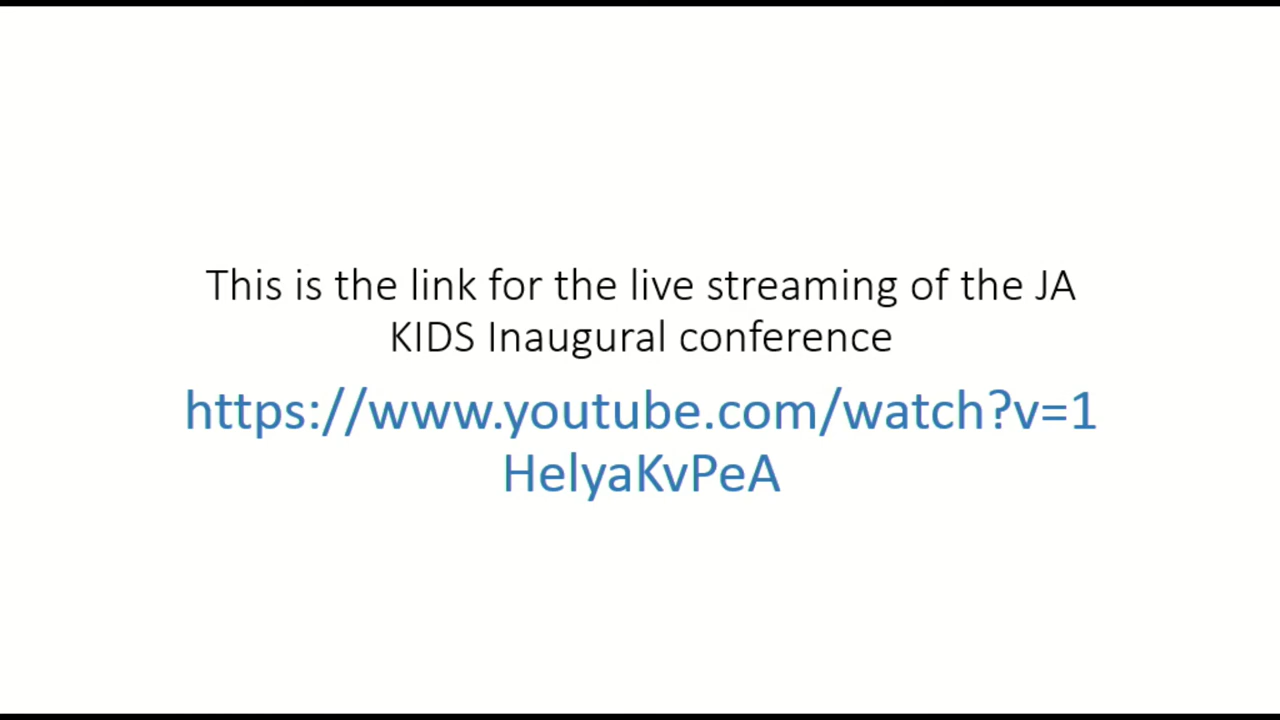 This is the link for the live streaming of the JA
KIDS Inaugural conference
https://www.youtube.com/watch?v=1
HelyaKvPeA